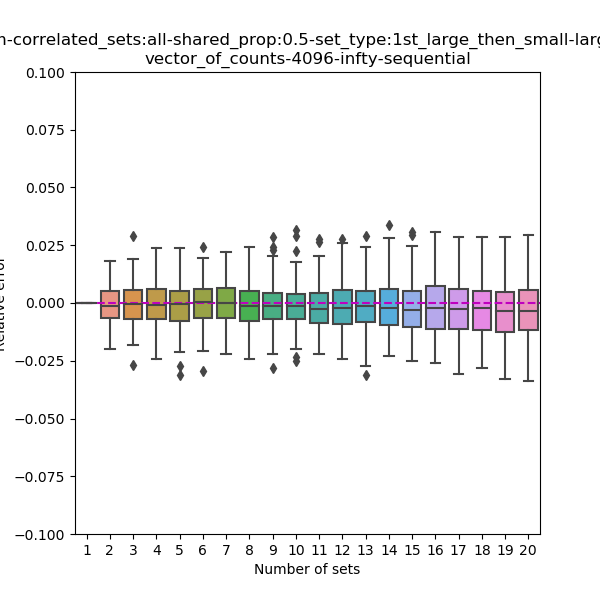 n-correlated_sets:all-shared_prop:0.5-set_type:1st_large_then_small-larg
vector_of_counts-4096-infty-sequential
0.100
0.075
0.050
0.025
0.000
−0.025
−0.050
−0.075
−0.100
Relative error
1 2 3 4 5 6 7 8 9 10 11 12 13 14 15 16 17 18 19 20
Number of sets